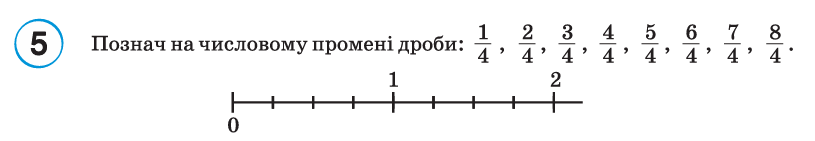 5 Познач на числовому промені дроби: 1/4, 2/4, 3/4, 4/4, 5/4, 6/4, 7/4, 8/4.
1 2
0